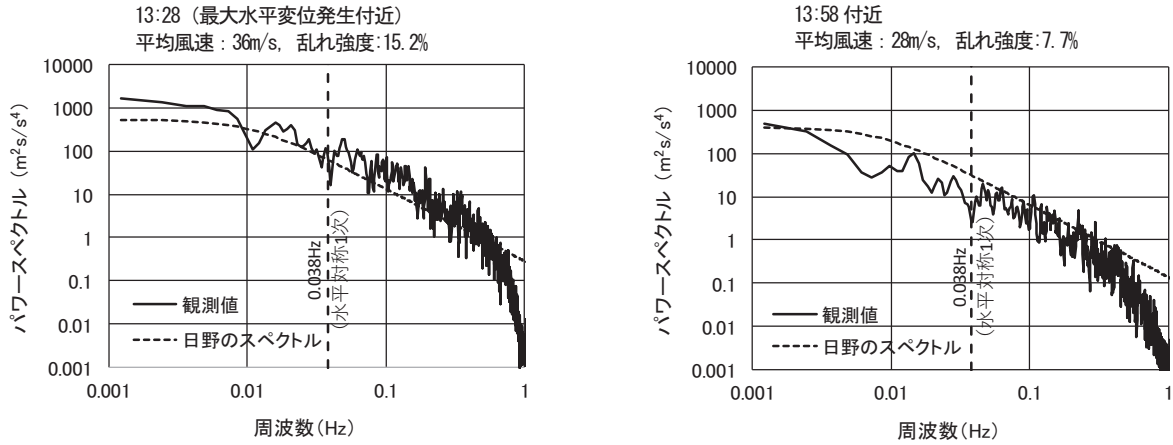 13:28 (最大水平変位発生付近)
平均風速：36m/s, 乱れ強度:15.2%
パワースペクトル (m²s/s⁴)
10000
1000
100
10
1
0.1
0.01
0.001
0.038Hz
(水平対称1次)
観測値
日野のスペクトル
0.001
0.01
0.1
1
周波数(Hz)
13:58 付近
平均風速：28m/s, 乱れ強度:7.7%
パワースペクトル (m²s/s⁴)
10000
1000
100
10
1
0.1
0.01
0.001
0.038Hz
(水平対称1次)
観測値
日野のスペクトル
0.001
0.01
0.1
1
周波数(Hz)